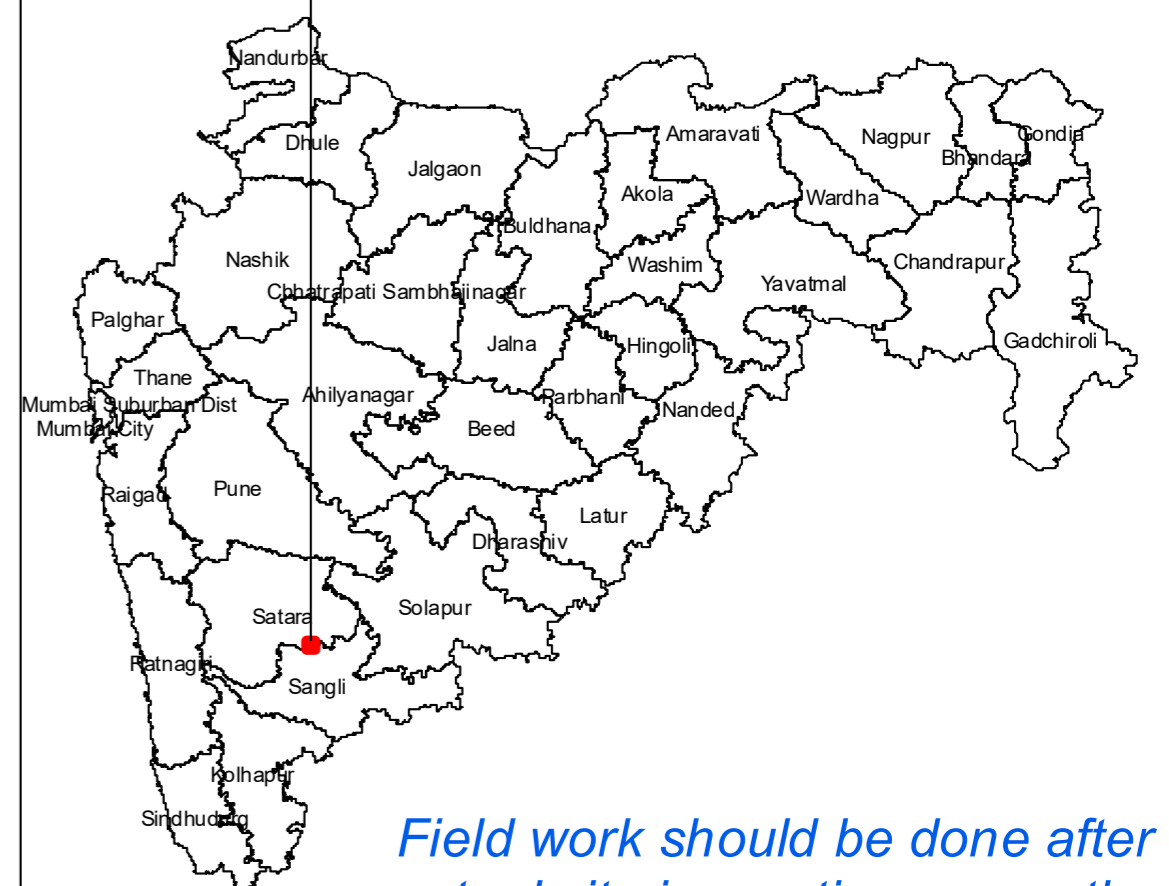 Nandurbar
Dhule
Jalgaon
Amaravati
Nagpur
Gondia
Bhandara
Akola
Wardha
Buldhana
Nashik
Washim
Chandrapur
Yavatmal
Chhatrapati Sambhajinagar
Palghar
Jalna
Hingoli
Gadchiroli
Thane
Ahilyanagar
Parbhani
Mumbai Suburban Dist
Nanded
Mumbai City
Beed
Raigad
Pune
Latur
Dharashiv
Satara
Solapur
Ratnagiri
Sangli
Kolhapur
Sindhudurg
Field work should be done after